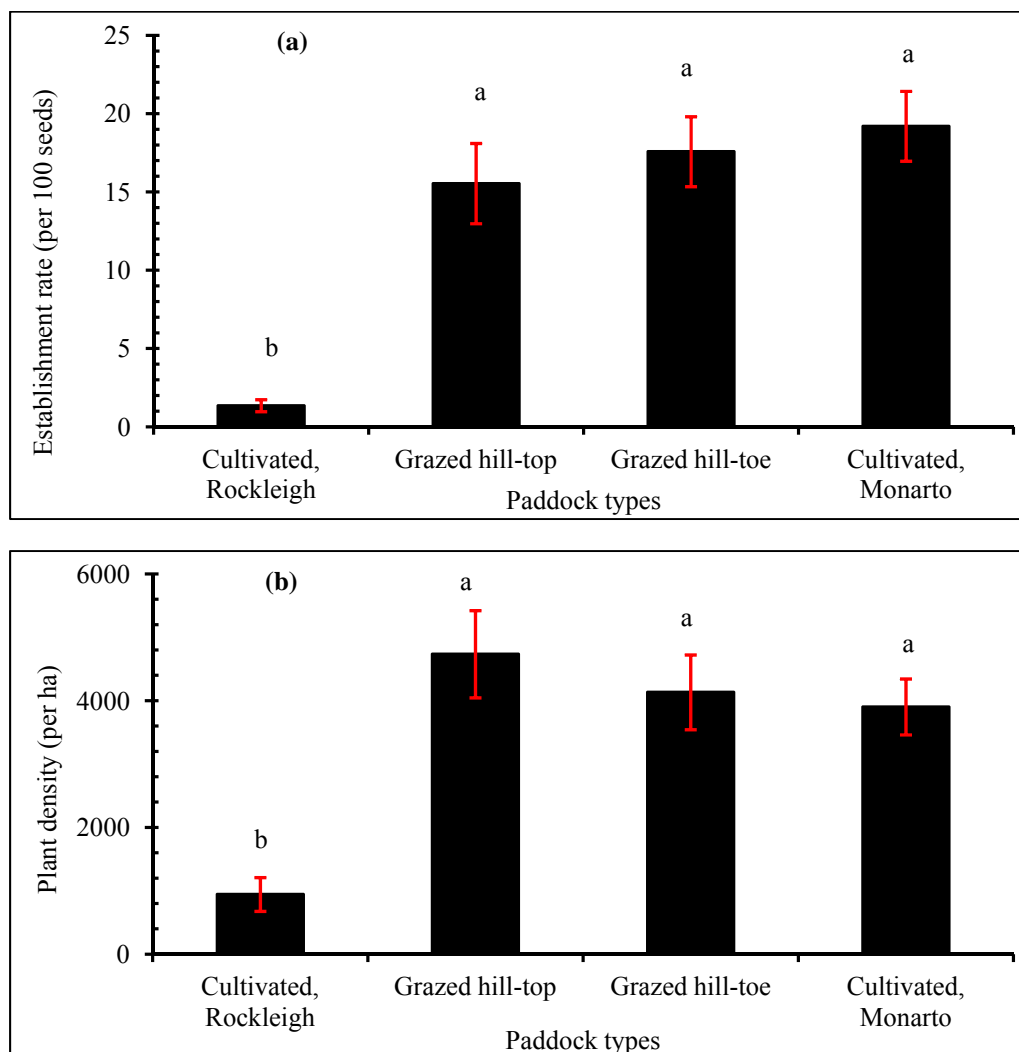 (a)
Establishment rate (per 100 seeds)
25
20
15
10
5
0
b
a
a
a
Cultivated,
Rockleigh
Grazed hill-top
Grazed hill-toe
Cultivated,
Monarto
Paddock types
(b)
Plant density (per ha)
6000
4000
2000
0
b
a
a
a
Cultivated,
Rockleigh
Grazed hill-top
Grazed hill-toe
Cultivated,
Monarto
Paddock types